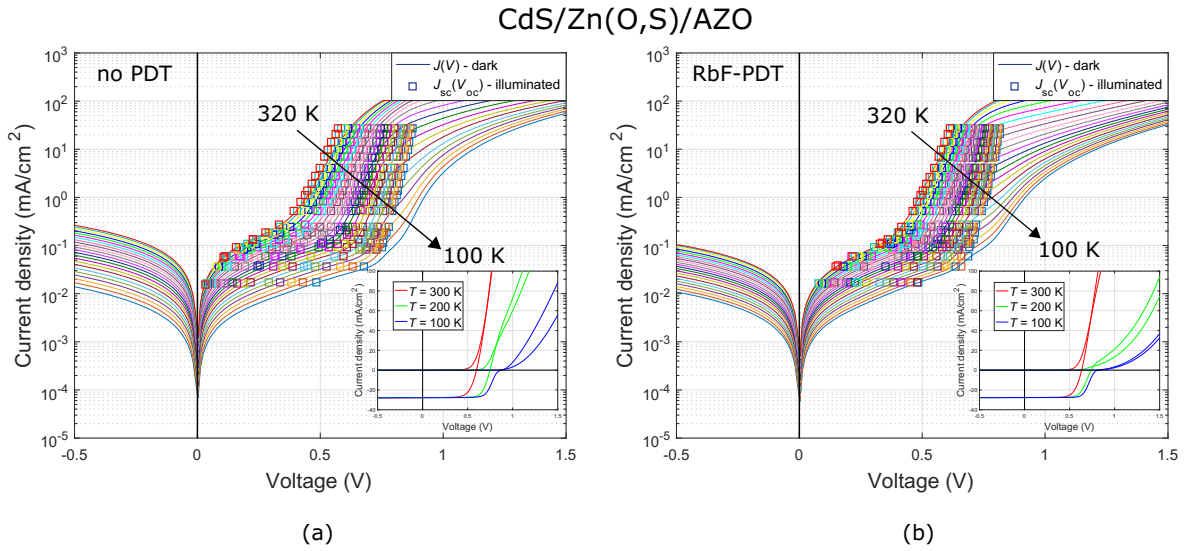 CdS/Zn(O,S)/AZO
no PDT
J(V) - dark
J_sc(V_oc) - illuminated
320 K
100 K
10^3
10^2
10^1
10^0
10^-1
10^-2
10^-3
10^-4
10^-5
Current density (mA/cm^2)
-0.5
0
0.5
1
1.5
Voltage (V)
T = 300 K
T = 200 K
T = 100 K
100
80
60
40
20
0
-20
-40
Current density (mA/cm^2)
-0.5
0
0.5
1
1.5
Voltage (V)
(a)
RbF-PDT
J(V) - dark
J_sc(V_oc) - illuminated
320 K
100 K
10^3
10^2
10^1
10^0
10^-1
10^-2
10^-3
10^-4
10^-5
Current density (mA/cm^2)
-0.5
0
0.5
1
1.5
Voltage (V)
T = 300 K
T = 200 K
T = 100 K
100
80
60
40
20
0
-20
-40
Current density (mA/cm^2)
-0.5
0
0.5
1
1.5
Voltage (V)
(b)